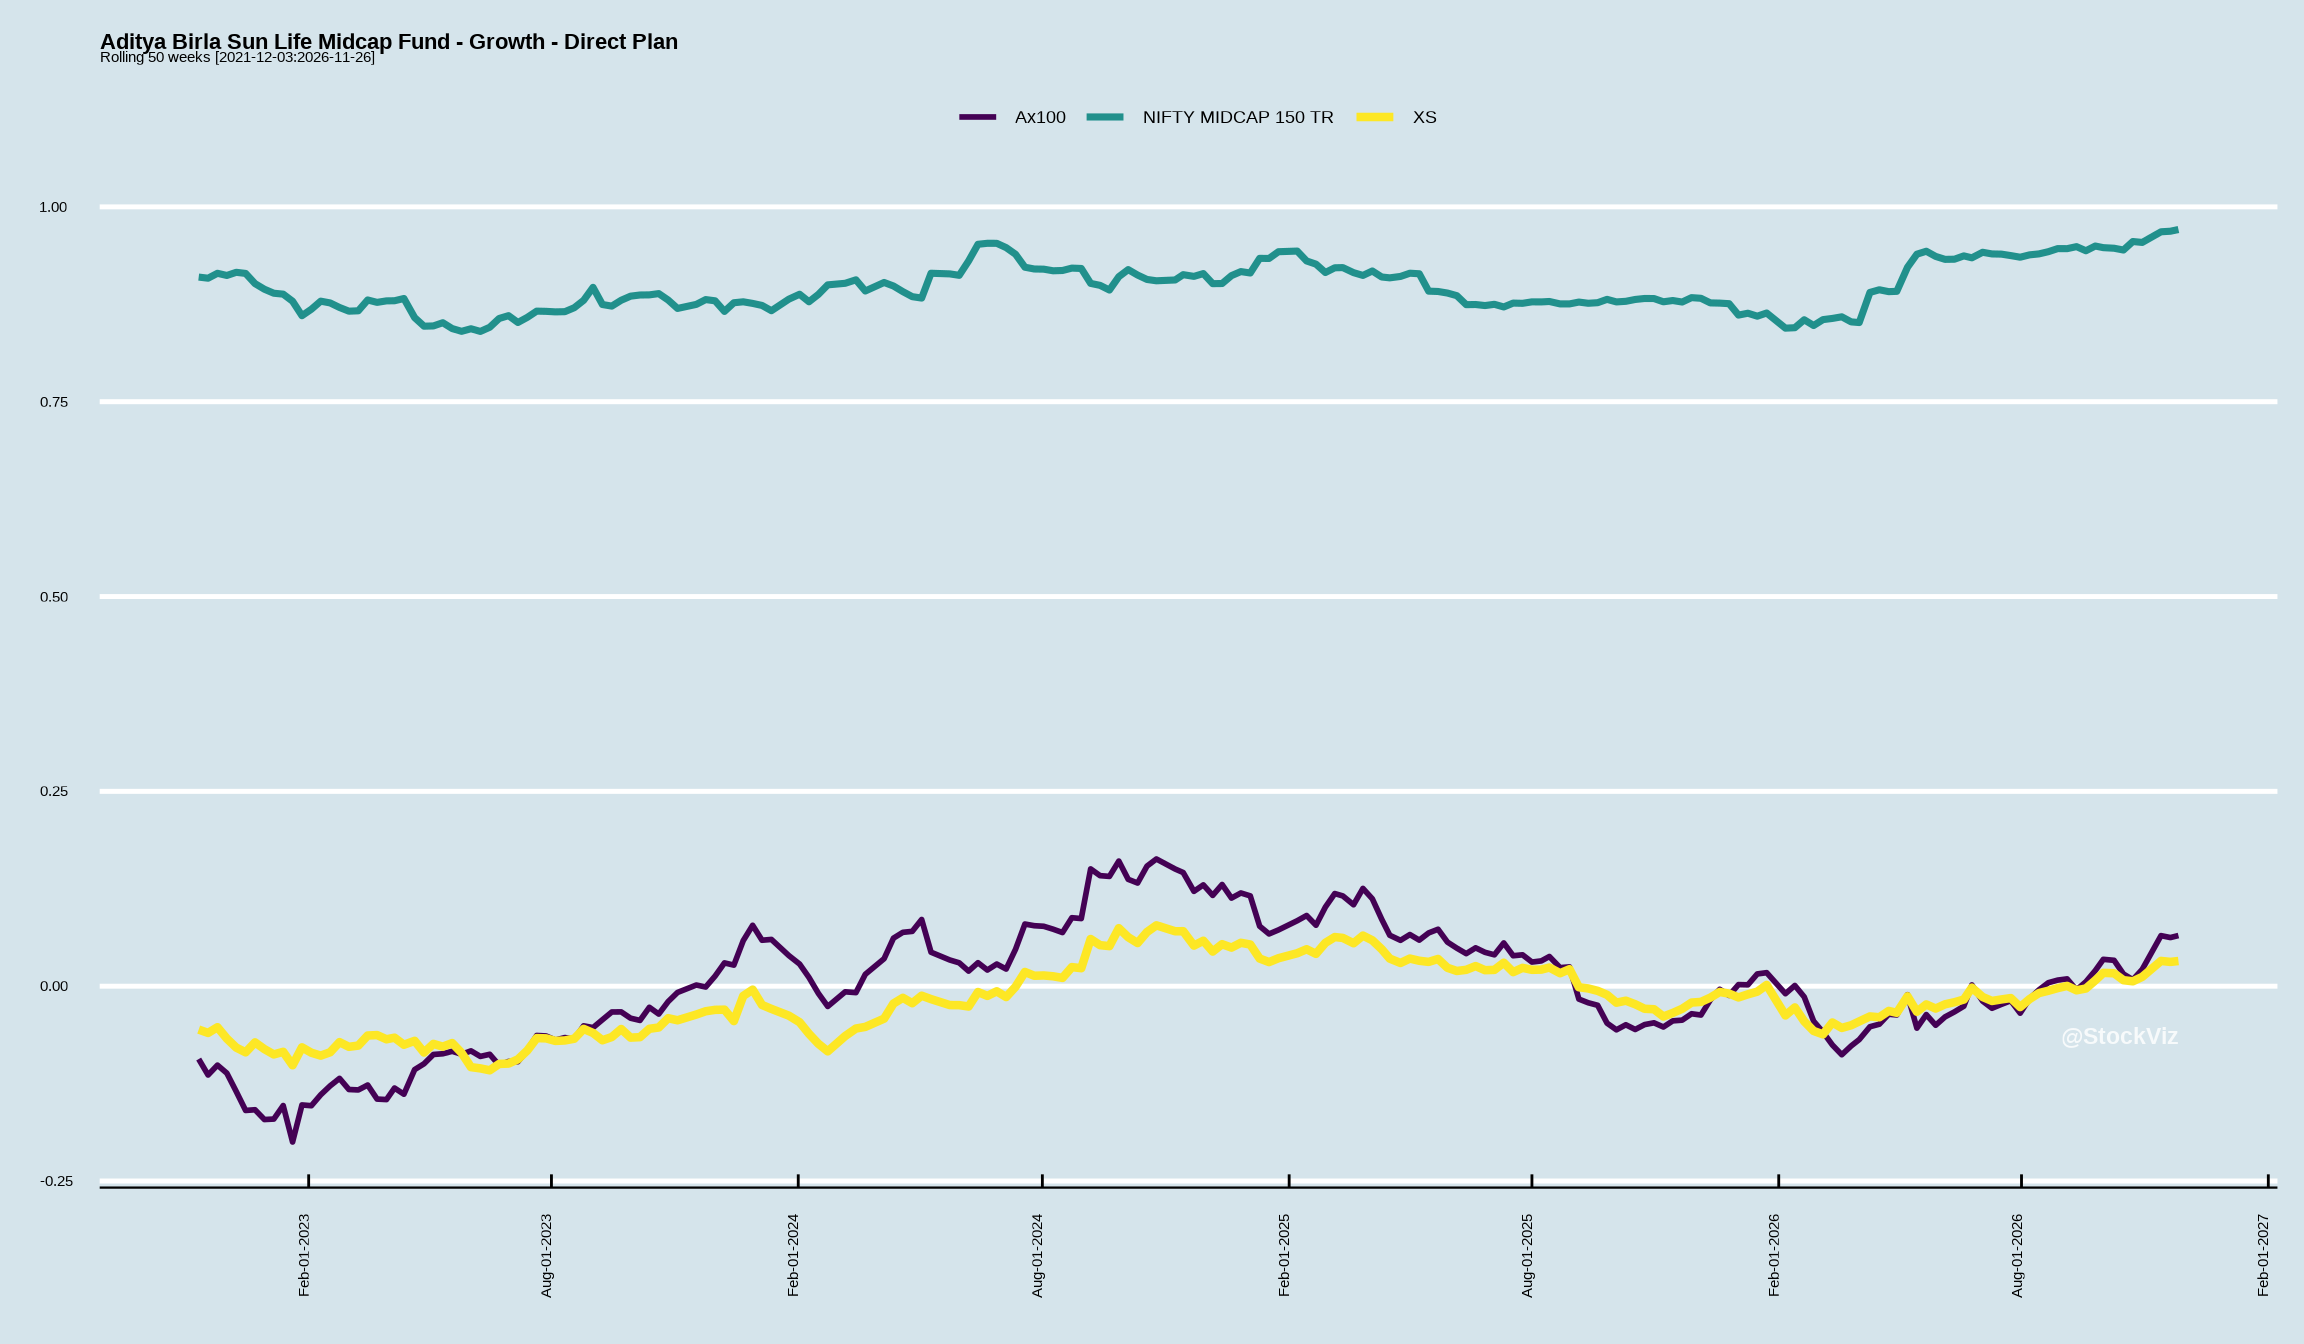 Aditya Birla Sun Life Midcap Fund - Growth - Direct Plan
Rolling 50 weeks [2021-12-03:2026-11-26]
Ax100 NIFTY MIDCAP 150 TR XS
1.00
0.75
0.50
0.25
0.00
@StockViz
-0.25
Feb-01-2023
Aug-01-2023
Feb-01-2024
Aug-01-2024
Feb-01-2025
Aug-01-2025
Feb-01-2026
Aug-01-2026
Feb-01-2027